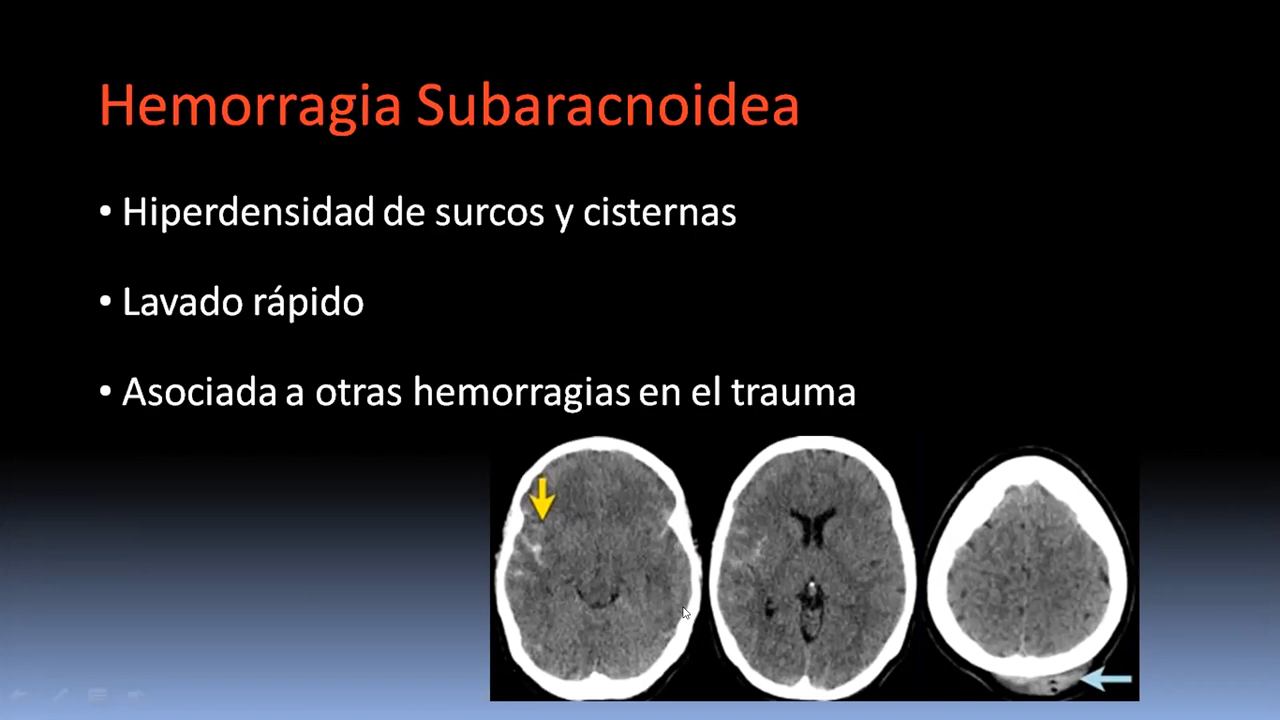 Hemorragia Subaracnoidea
• Hiperdensidad de surcos y cisternas
• Lavado rápido
• Asociada a otras hemorragias en el trauma